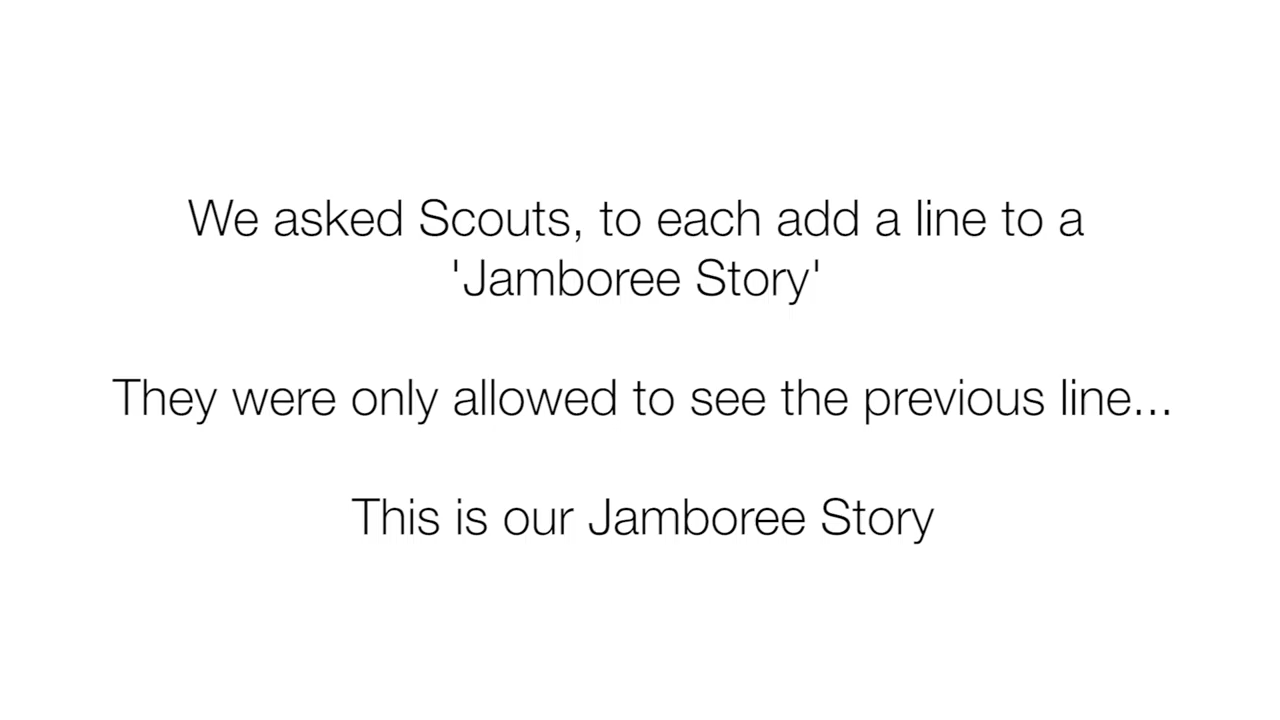 We asked Scouts, to each add a line to a
'Jamboree Story'
They were only allowed to see the previous line...
This is our Jamboree Story